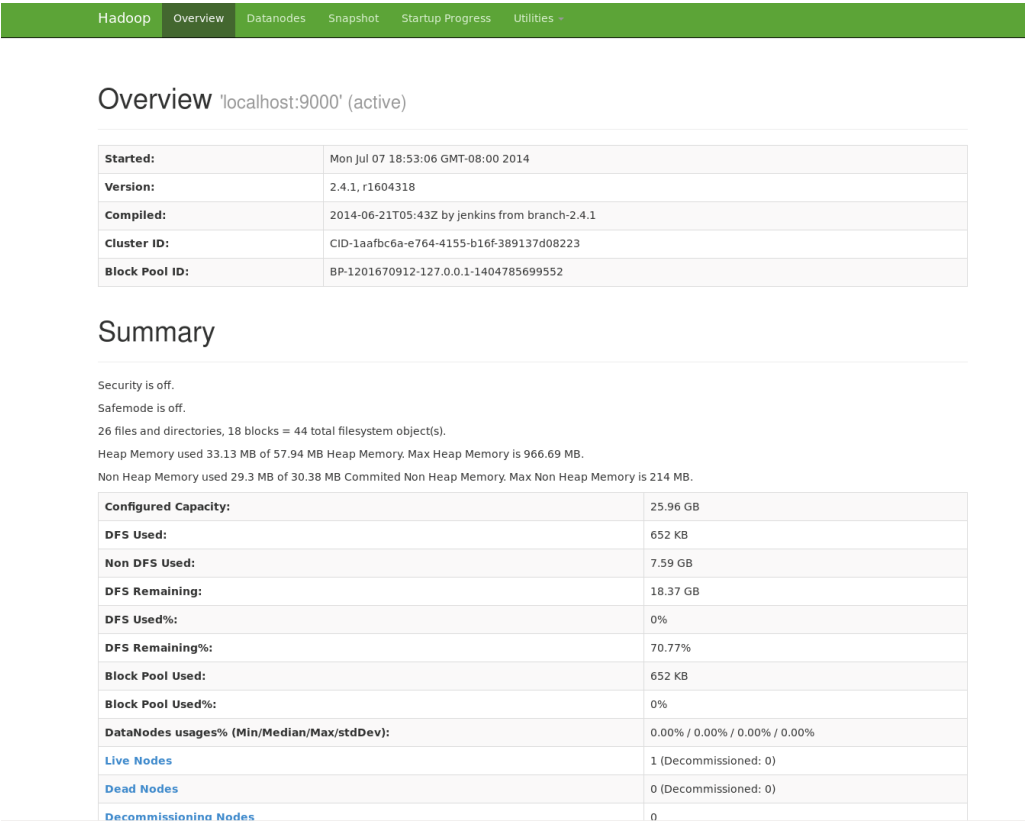 Hadoop Overview Datanodes Snapshot Startup Progress Utilities
Overview 'localhost:9000' (active)
Started: Mon Jul 07 18:53:06 GMT-08:00 2014
Version: 2.4.1, r1604318
Compiled: 2014-06-21T05:43Z by jenkins from branch-2.4.1
Cluster ID: CID-1aafbc6a-e764-4155-b16f-389137d08223
Block Pool ID: BP-1201670912-127.0.0.1-1404785699552
Summary
Security is off.
Safemode is off.
26 files and directories, 18 blocks = 44 total filesystem object(s).
Heap Memory used 33.13 MB of 57.94 MB Heap Memory. Max Heap Memory is 966.69 MB.
Non Heap Memory used 29.3 MB of 30.38 MB Commited Non Heap Memory. Max Non Heap Memory is 214 MB.
Configured Capacity: 25.96 GB
DFS Used: 652 KB
Non DFS Used: 7.59 GB
DFS Remaining: 18.37 GB
DFS Used%: 0%
DFS Remaining%: 70.77%
Block Pool Used: 652 KB
Block Pool Used%: 0%
DataNodes usages% (Min/Median/Max/stdDev): 0.00% / 0.00% / 0.00% / 0.00%
Live Nodes 1 (Decommissioned: 0)
Dead Nodes 0 (Decommissioned: 0)
Decommissioning Nodes 0